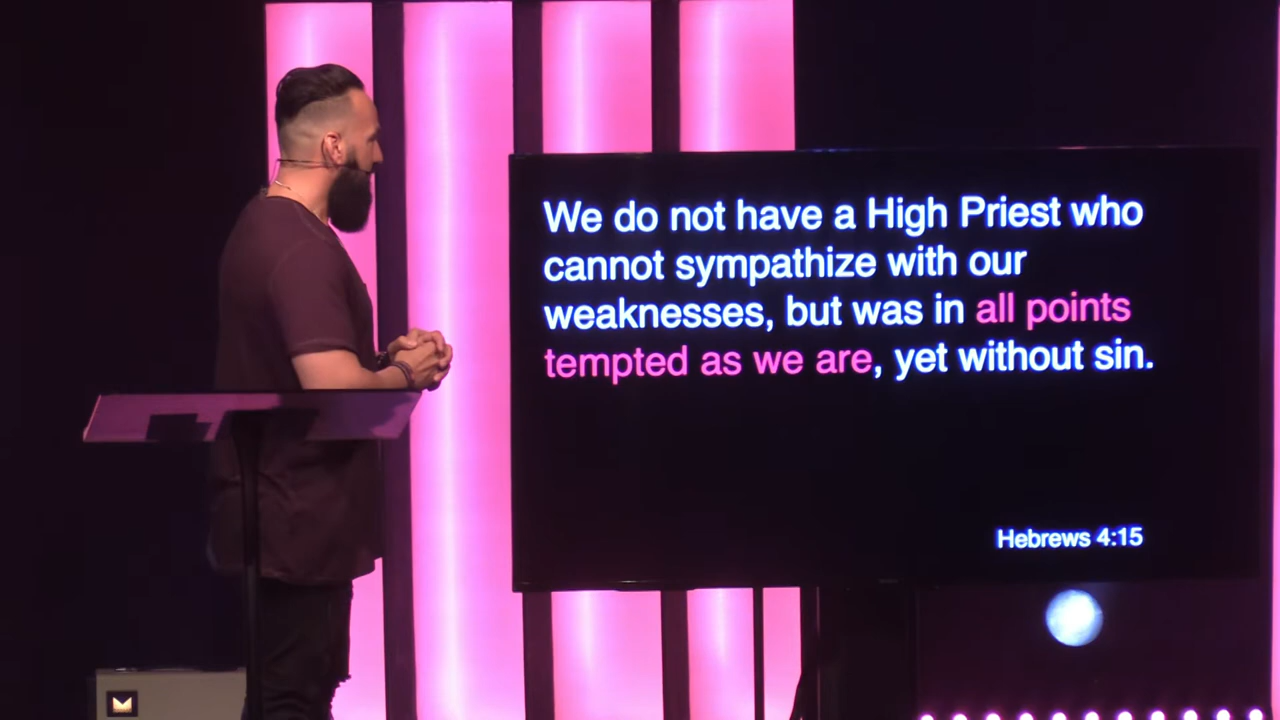 We do not have a High Priest who
cannot sympathize with our
weaknesses, but was in all points
tempted as we are, yet without sin.
Hebrews 4:15